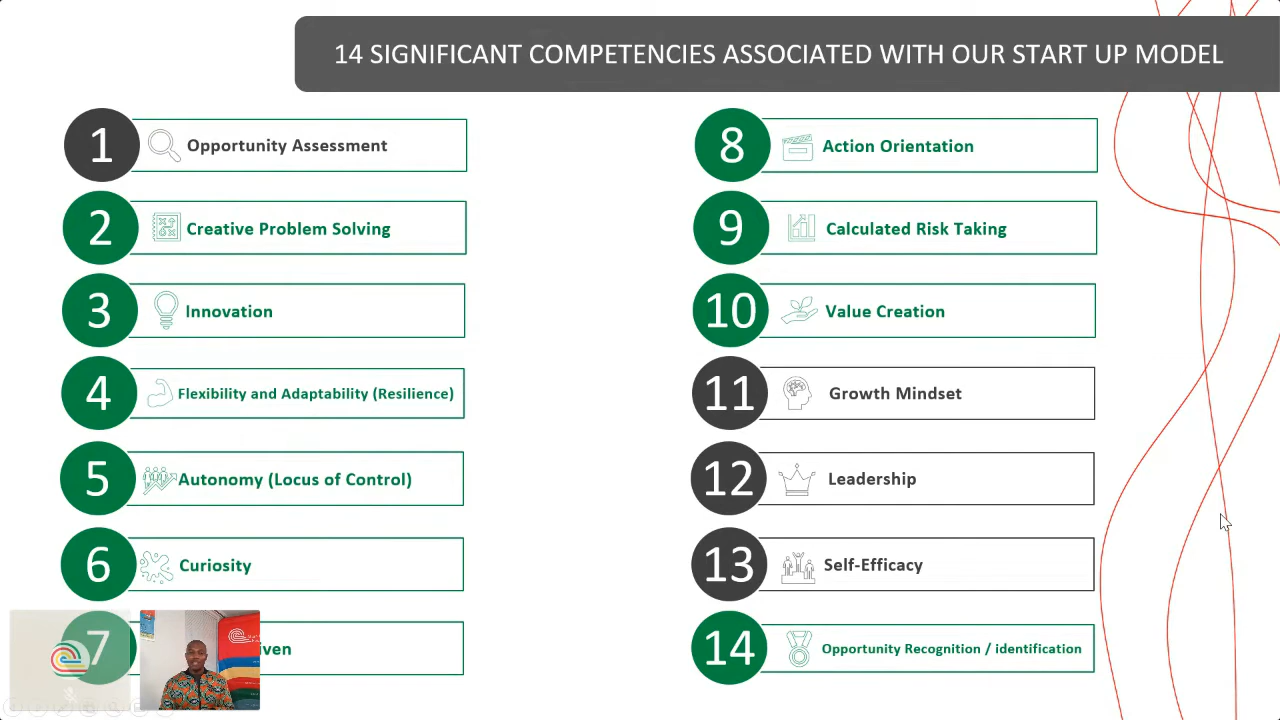 14 SIGNIFICANT COMPETENCIES ASSOCIATED WITH OUR START UP MODEL
1 Opportunity Assessment
2 Creative Problem Solving
3 Innovation
4 Flexibility and Adaptability (Resilience)
5 Autonomy (Locus of Control)
6 Curiosity
7
8 Action Orientation
9 Calculated Risk Taking
10 Value Creation
11 Growth Mindset
12 Leadership
13 Self-Efficacy
14 Opportunity Recognition / identification